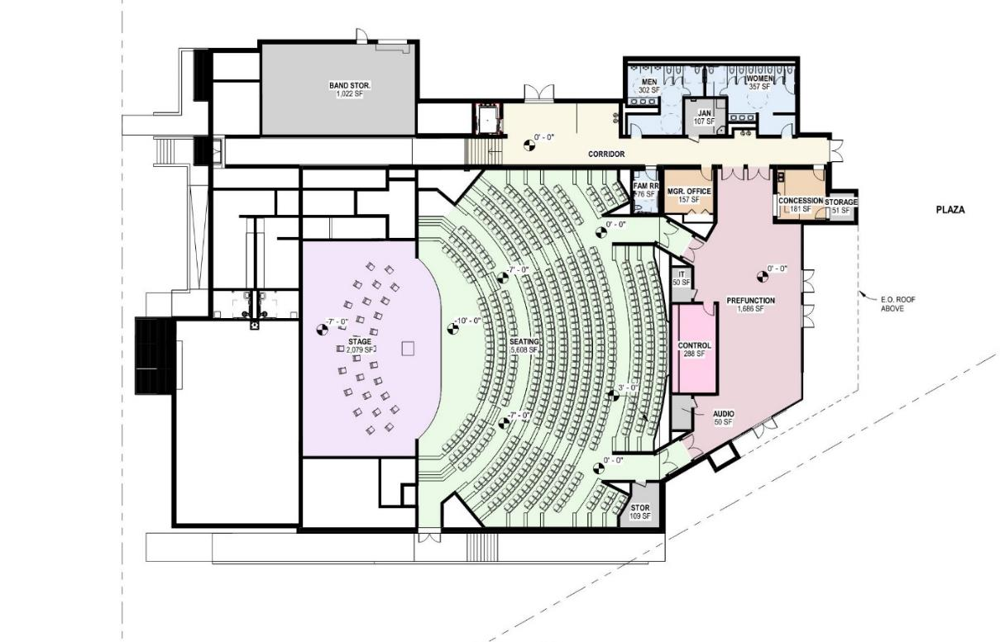 BAND STOR.
1,022 SF
MEN
302 SF
WOMEN
357 SF
JAN
107 SF
0' - 0"
CORRIDOR
FAM RR
76 SF
MGR. OFFICE
157 SF
CONCESSION
181 SF
STORAGE
51 SF
PLAZA
0' - 0"
-7' - 0"
IT
50 SF
0' - 0"
PREFUNCTION
1,686 SF
E.O. ROOF
ABOVE
-7' - 0"
-10' - 0"
STAGE
2,079 SF
SEATING
5,608 SF
CONTROL
288 SF
3' - 0"
-7' - 0"
AUDIO
50 SF
0' - 0"
STOR
109 SF